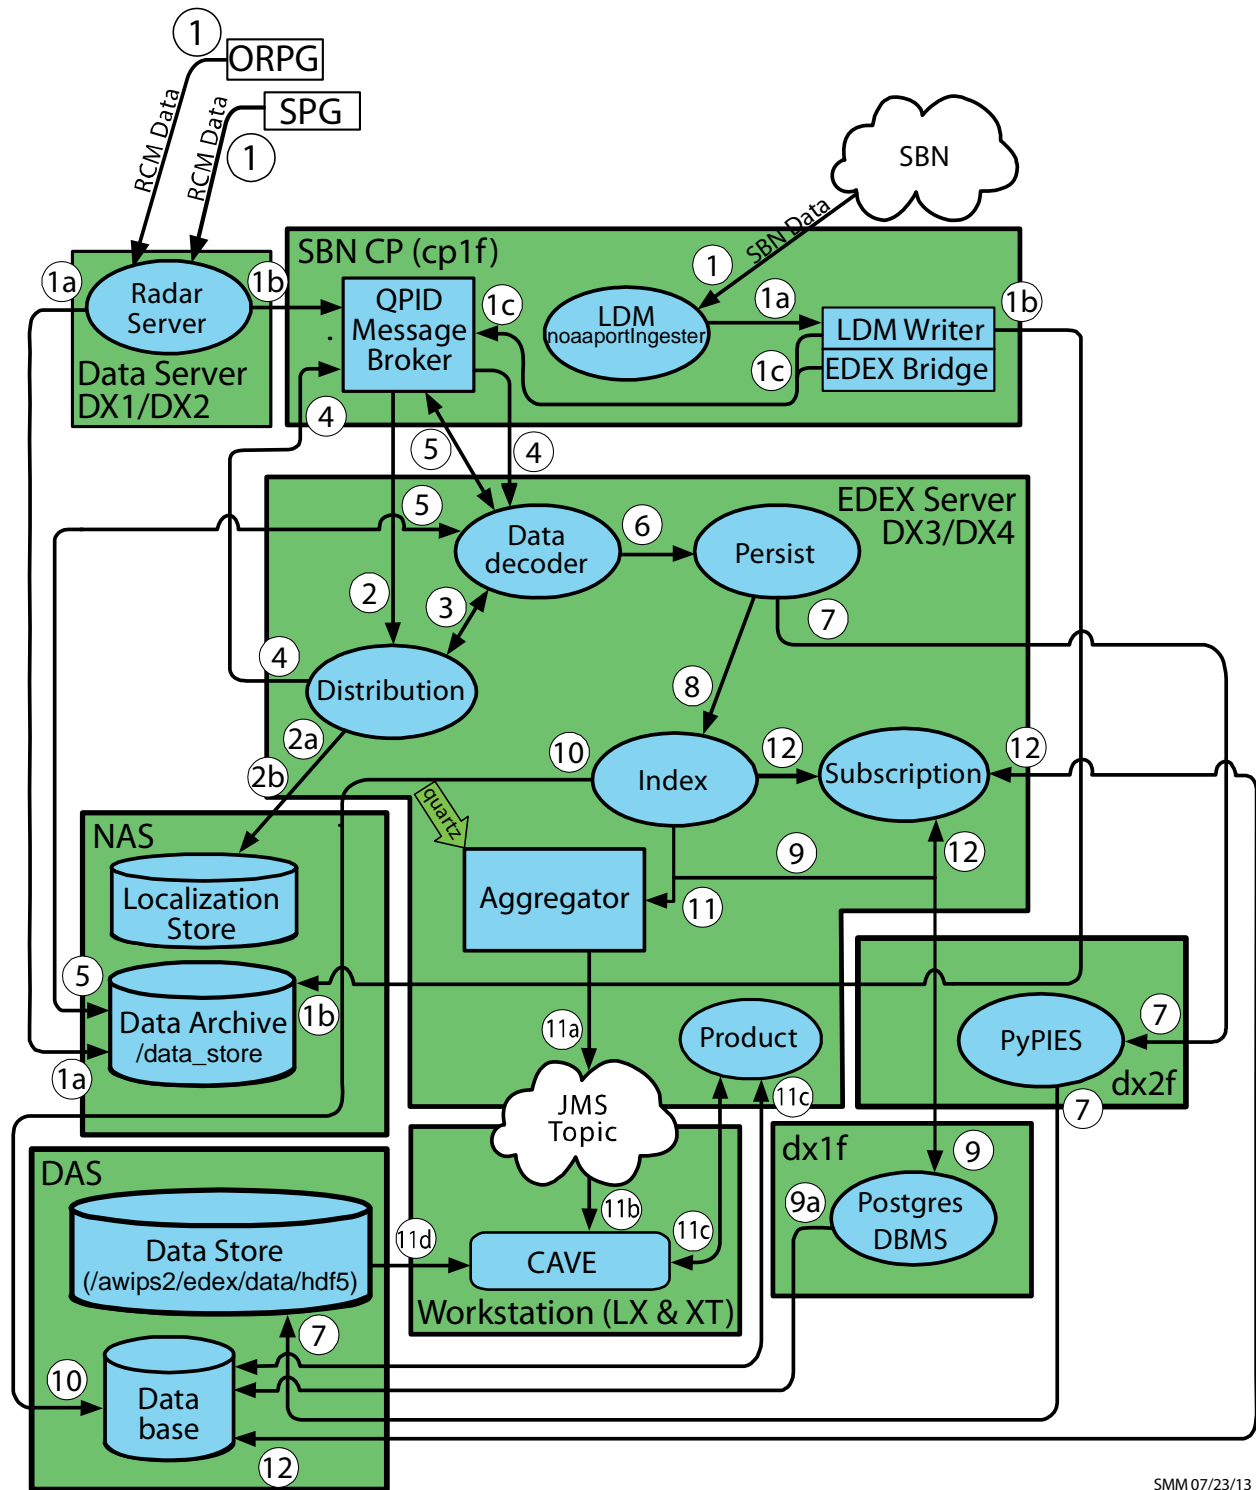 1
ORPG
SPG
RCM Data
RCM Data
1
SBN
SBN Data
SBN CP (cp1f)
1
1a
Radar
Server
1b
Data Server
DX1/DX2
QPID
Message
Broker
1c
LDM
noaaportIngester
1a
LDM Writer
EDEX Bridge
1b
1c
4
5
4
EDEX Server
DX3/DX4
5
Data
decoder
6
Persist
2
3
7
4
Distribution
8
2a
2b
10
Index
12
Subscription
12
quartz
NAS
Localization
Store
Aggregator
9
12
11
5
Data Archive
/data_store
1b
1a
11a
Product
PyPIES
7
dx2f
7
JMS
Topic
11c
dx1f
9
Postgres
DBMS
9a
DAS
Data Store
(/awips2/edex/data/hdf5)
11d
11b
11c
CAVE
Workstation (LX & XT)
7
10
Data
base
12
SMM 07/23/13